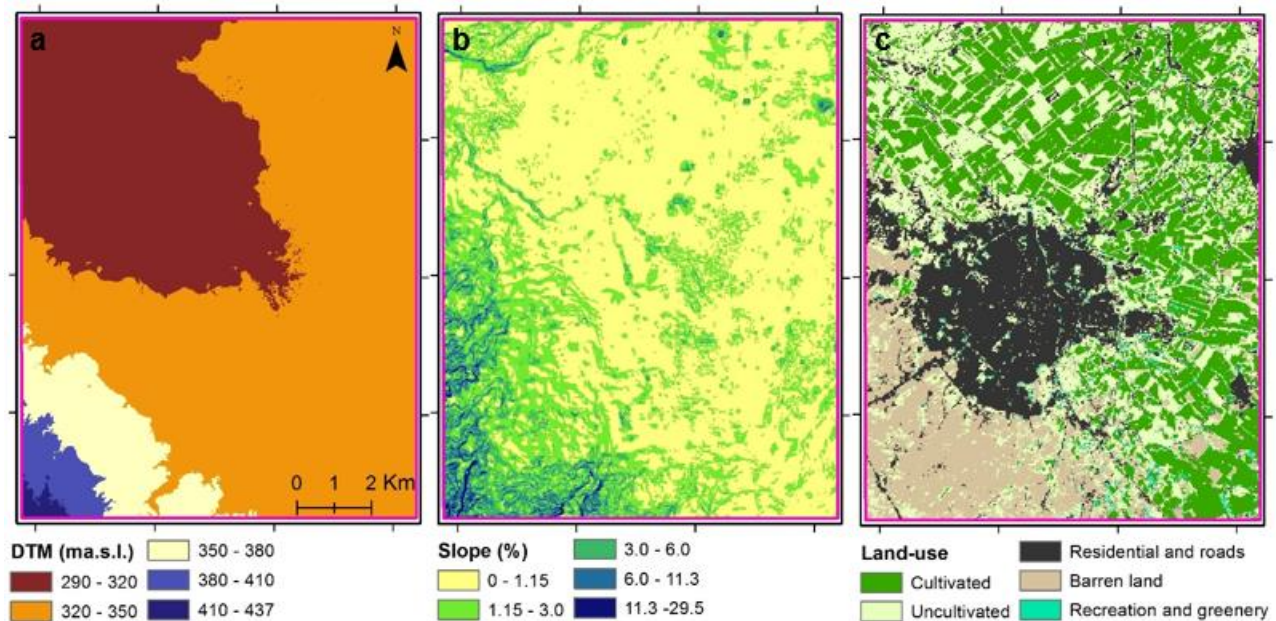 a
N
b
c
0 1 2 Km
DTM (ma.s.l.)
290 - 320
320 - 350
350 - 380
380 - 410
410 - 437
Slope (%)
0 - 1.15
1.15 - 3.0
3.0 - 6.0
6.0 - 11.3
11.3 -29.5
Land-use
Cultivated
Uncultivated
Residential and roads
Barren land
Recreation and greenery